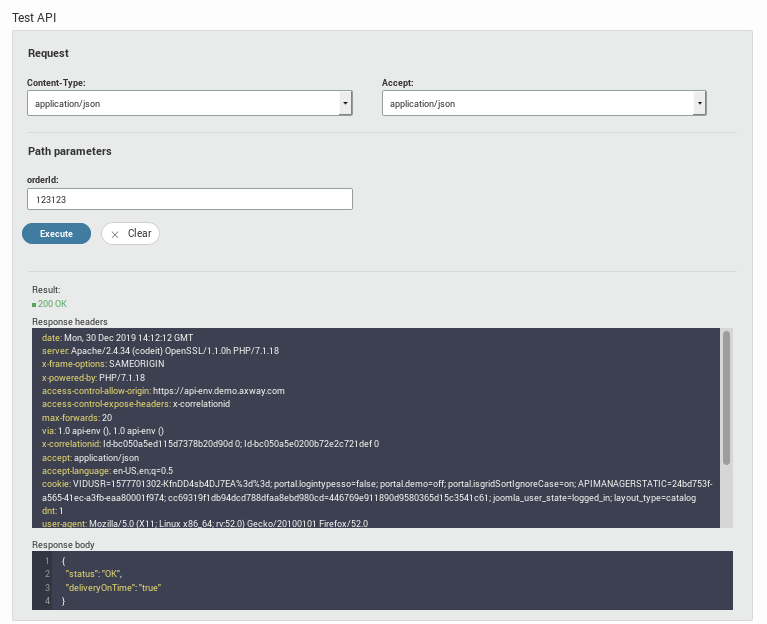 Test API
Request
Content-Type: Accept:
application/json application/json
Path parameters
orderId:
123123
Execute Clear
Result:
200 OK
Response headers
date: Mon, 30 Dec 2019 14:12:12 GMT
server: Apache/2.4.34 (codeit) OpenSSL/1.1.0h PHP/7.1.18
x-frame-options: SAMEORIGIN
x-powered-by: PHP/7.1.18
access-control-allow-origin: https://api-env.demo.axway.com
access-control-expose-headers: x-correlationid
max-forwards: 20
via: 1.0 api-env (), 1.0 api-env ()
x-correlationid: Id-bc050a5ed115d7378b20d90d 0; Id-bc050a5e0200b72e2c721def 0
accept: application/json
accept-language: en-US,en;q=0.5
cookie: VIDUSR=1577701302-KfnDD4sb4DJ7EA%3d%3d; portal.logintypesso=false; portal.demo=off; portal.isgridSortIgnoreCase=on; APIMANAGERSTATIC=24bd753f-
a565-41ec-a3fb-eaa80001f974; cc69319f1db94dcd788dfaa8ebd980cd=446769e911890d9580365d15c3541c61; joomla_user_state=logged_in; layout_type=catalog
dnt: 1
user-agent: Mozilla/5.0 (X11; Linux x86_64; rv:52.0) Gecko/20100101 Firefox/52.0
Response body
1 {
2 "status": "OK",
3 "deliveryOnTime": "true"
4 }